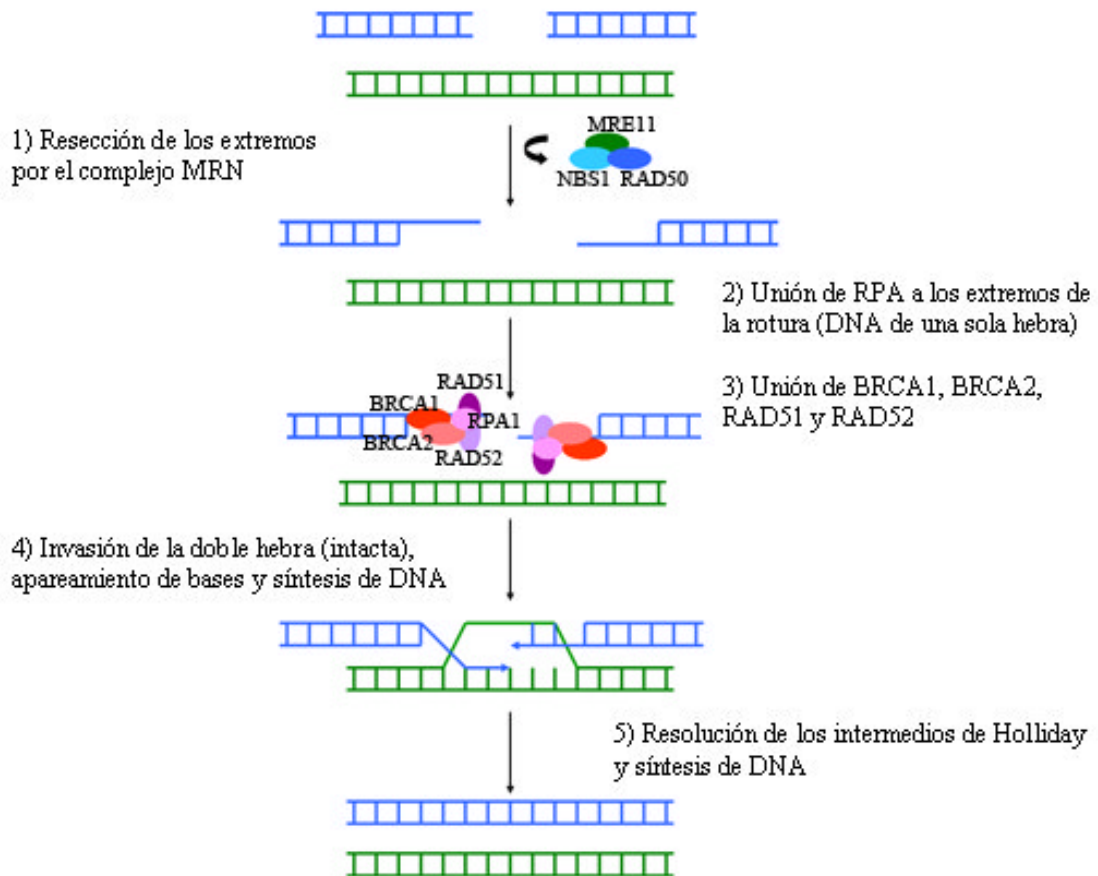 1) Resección de los extremos
por el complejo MRN
MRE11
NBS1 RAD50
2) Unión de RPA a los extremos de
la rotura (DNA de una sola hebra)
3) Unión de BRCA1, BRCA2,
RAD51 y RAD52
RAD51
BRCA1
RPA1
BRCA2
RAD52
4) Invasión de la doble hebra (intacta),
apareamiento de bases y síntesis de DNA
5) Resolución de los intermedios de Holliday
y síntesis de DNA